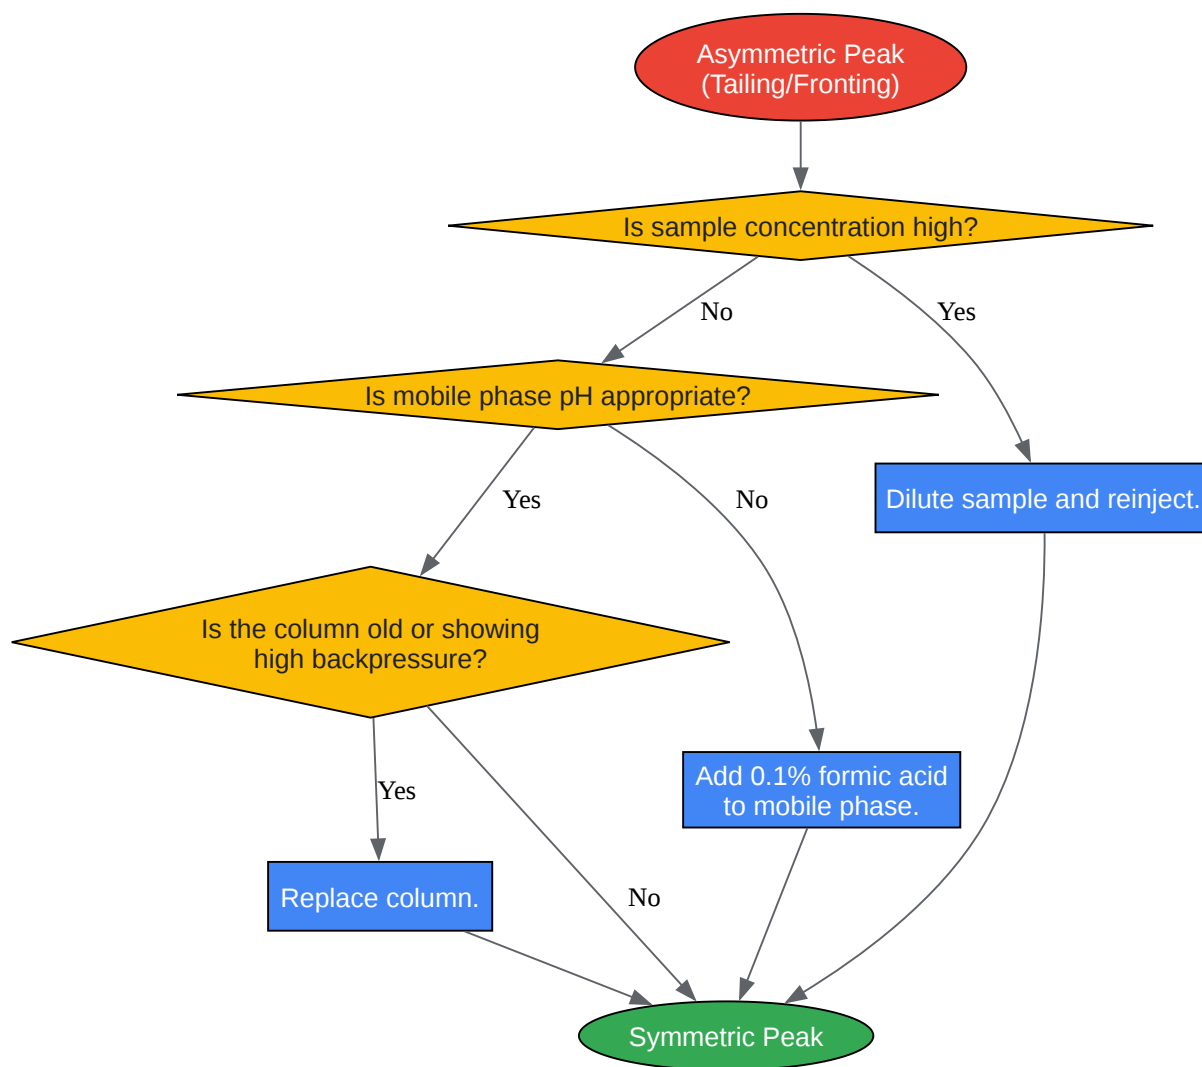 Asymmetric Peak
(Tailing/Fronting)
Is sample concentration high?
No
Yes
Is mobile phase pH appropriate?
Yes
No
Dilute sample and reinject.
Is the column old or showing
high backpressure?
Yes
Add 0.1% formic acid
to mobile phase.
Replace column.
No
Symmetric Peak